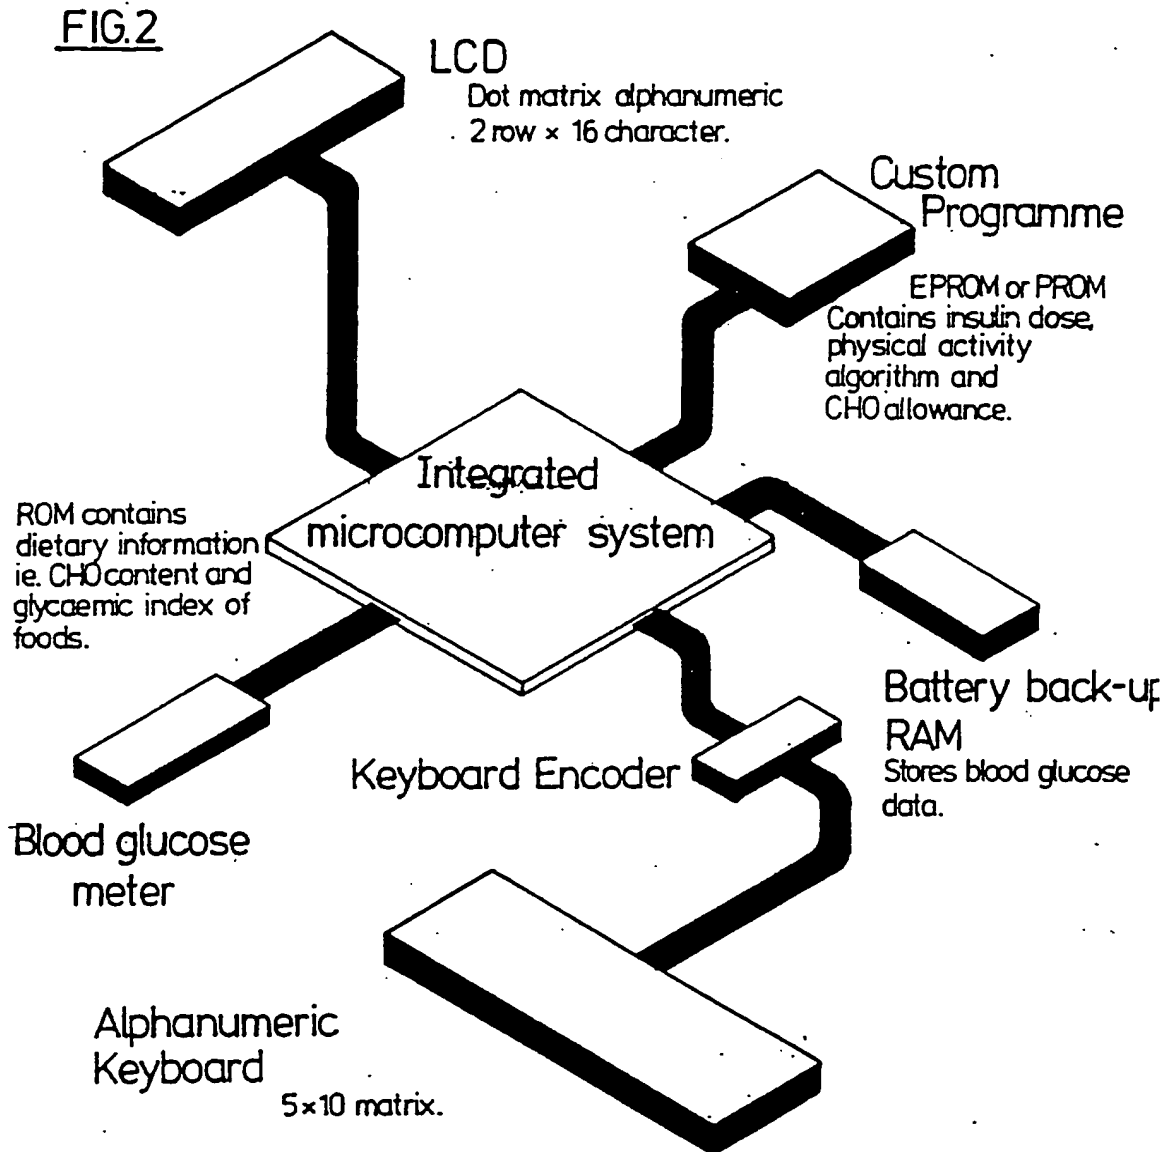 FIG.2
LCD
Dot matrix alphanumeric
2 row × 16 character.
Custom
Programme
EPROM or PROM
Contains insulin dose,
physical activity
algorithm and
CHO allowance.
Integrated
microcomputer system
ROM contains
dietary information
ie. CHO content and
glycaemic index of
foods.
Battery back-up
RAM
Stores blood glucose
data.
Keyboard Encoder
Blood glucose
meter
Alphanumeric
Keyboard
5×10 matrix.